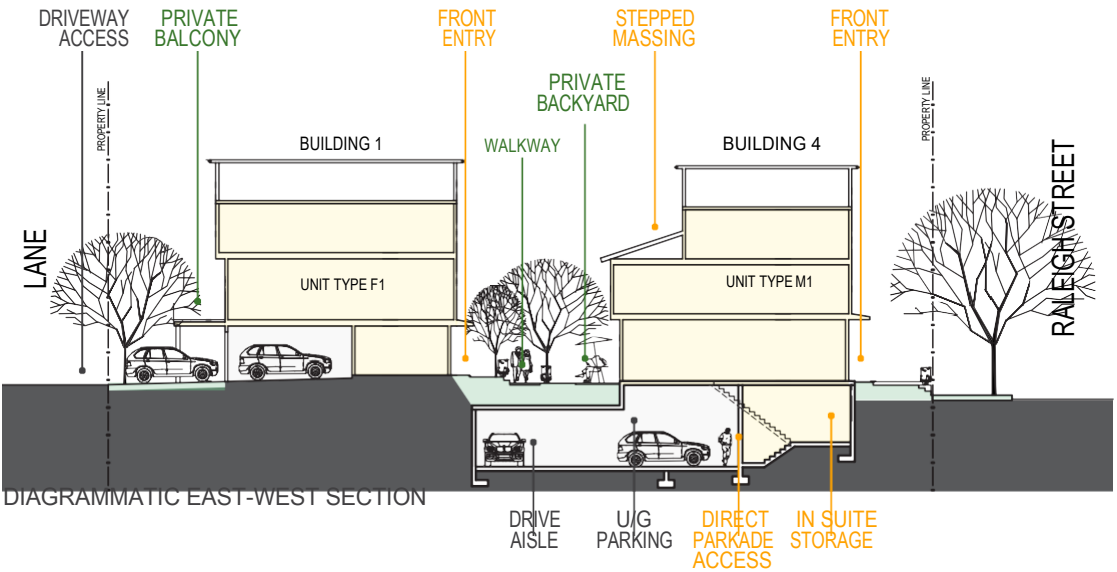 DRIVEWAY
ACCESS
PRIVATE
BALCONY
FRONT
ENTRY
STEPPED
MASSING
FRONT
ENTRY
PRIVATE
BACKYARD
PROPERTY LINE
PROPERTY LINE
BUILDING 1
WALKWAY
BUILDING 4
LANE
RALEIGH STREET
UNIT TYPE F1
UNIT TYPE M1
DIAGRAMMATIC EAST-WEST SECTION
DRIVE
AISLE
U/G
PARKING
DIRECT
PARKADE
ACCESS
IN SUITE
STORAGE